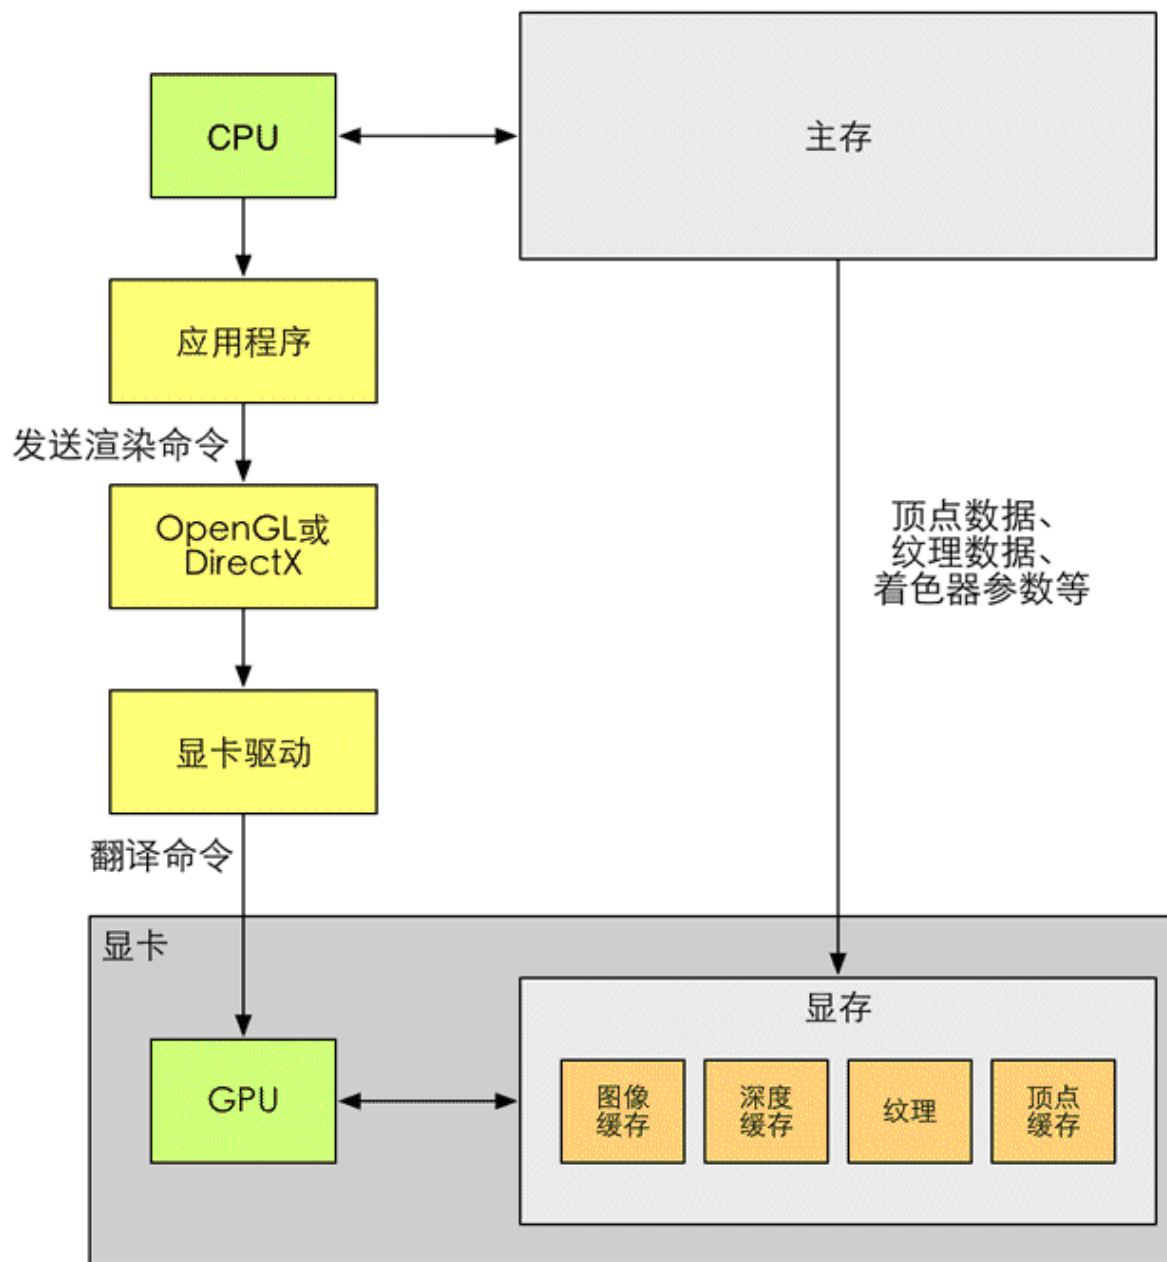 CPU
主存
应用程序
发送渲染命令
OpenGL或
DirectX
顶点数据、
纹理数据、
着色器参数等
显卡驱动
翻译命令
显卡
显存
GPU
图像
缓存
深度
缓存
纹理
顶点
缓存